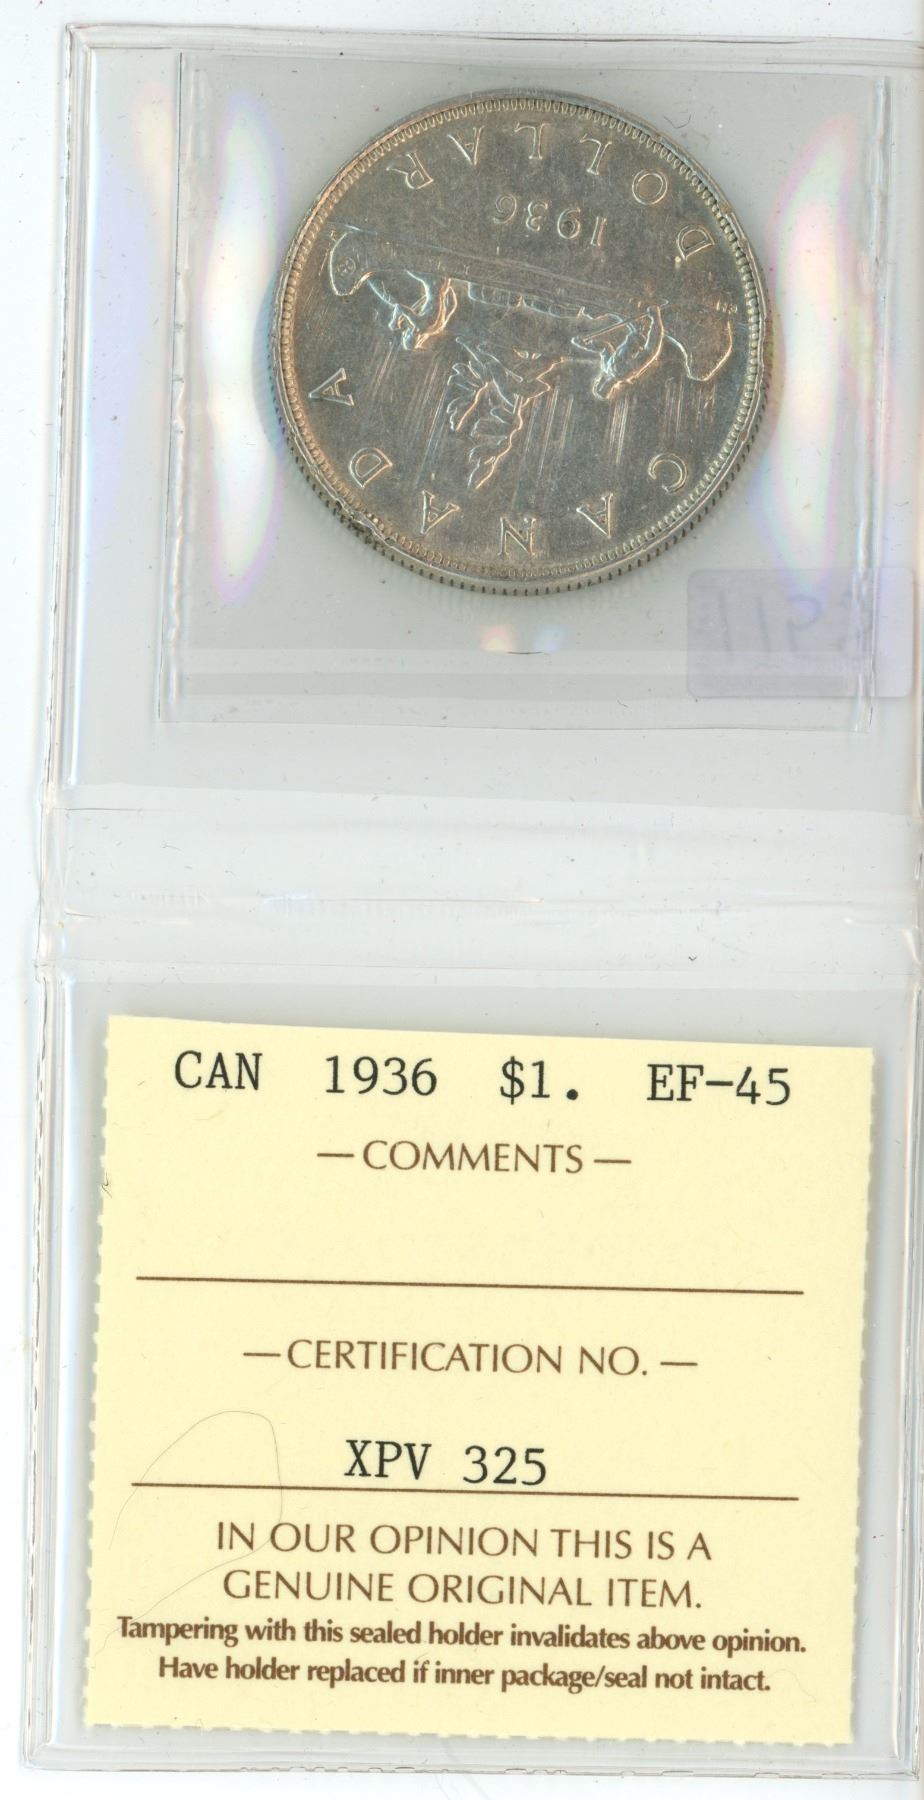 CANADA
1936
DOLLAR
CAN 1936 $1. EF-45
— COMMENTS —
— CERTIFICATION NO. —
XPV 325
IN OUR OPINION THIS IS A
GENUINE ORIGINAL ITEM.
Tampering with this sealed holder invalidates above opinion.
Have holder replaced if inner package/seal not intact.